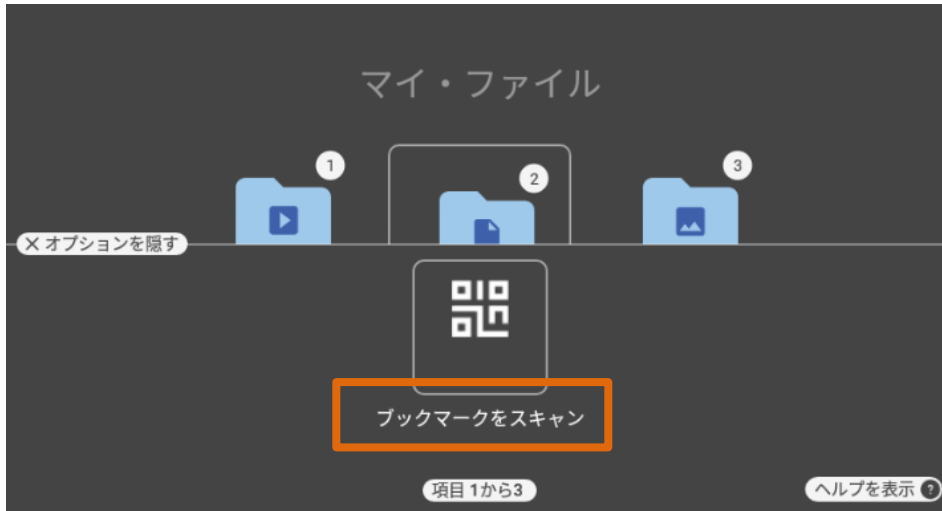 マイ・ファイル
1
2
3
× オプションを隠す
ブックマークをスキャン
項目 1から3
ヘルプを表示 ?